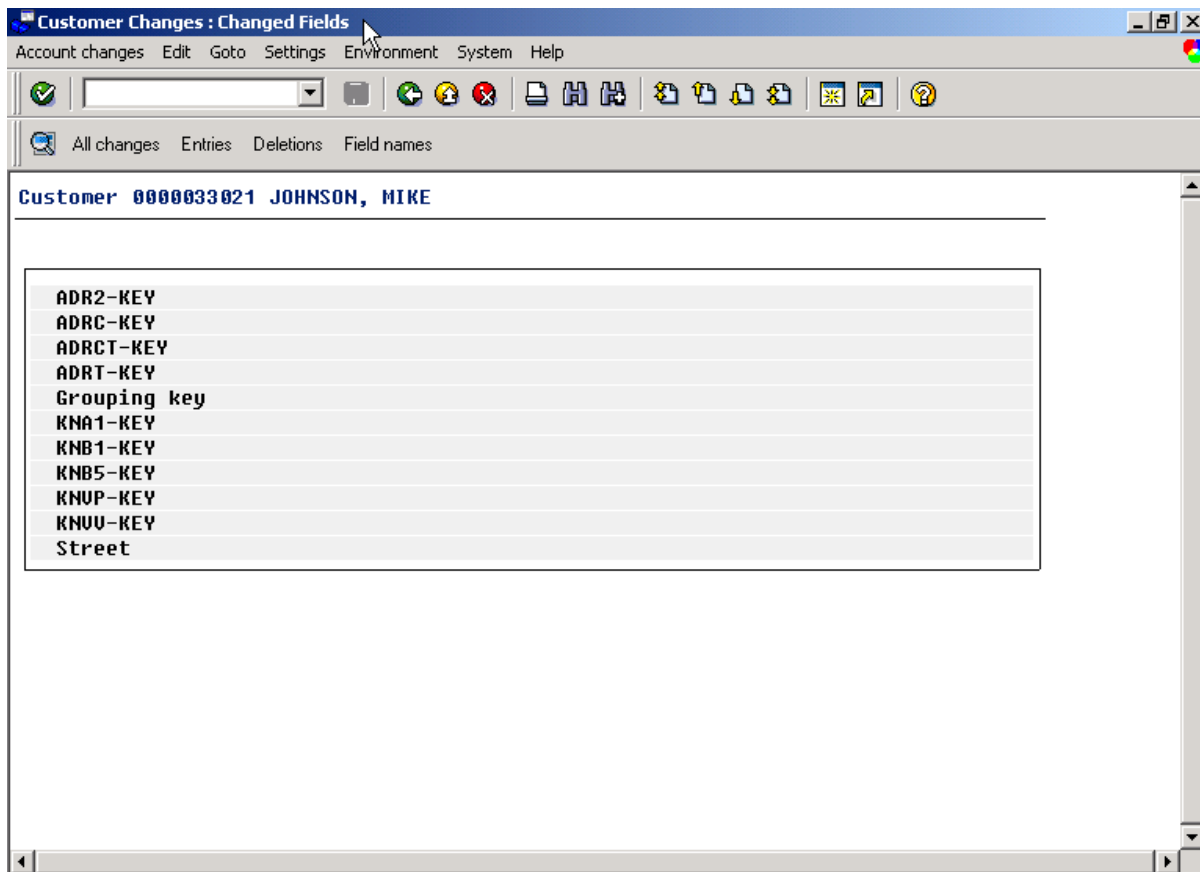 Customer Changes : Changed Fields
Account changes Edit Goto Settings Environment System Help
All changes Entries Deletions Field names
Customer 0000033021 JOHNSON, MIKE
ADR2-KEY
ADRC-KEY
ADRCT-KEY
ADRT-KEY
Grouping key
KNA1-KEY
KNB1-KEY
KNB5-KEY
KNVP-KEY
KNVV-KEY
Street